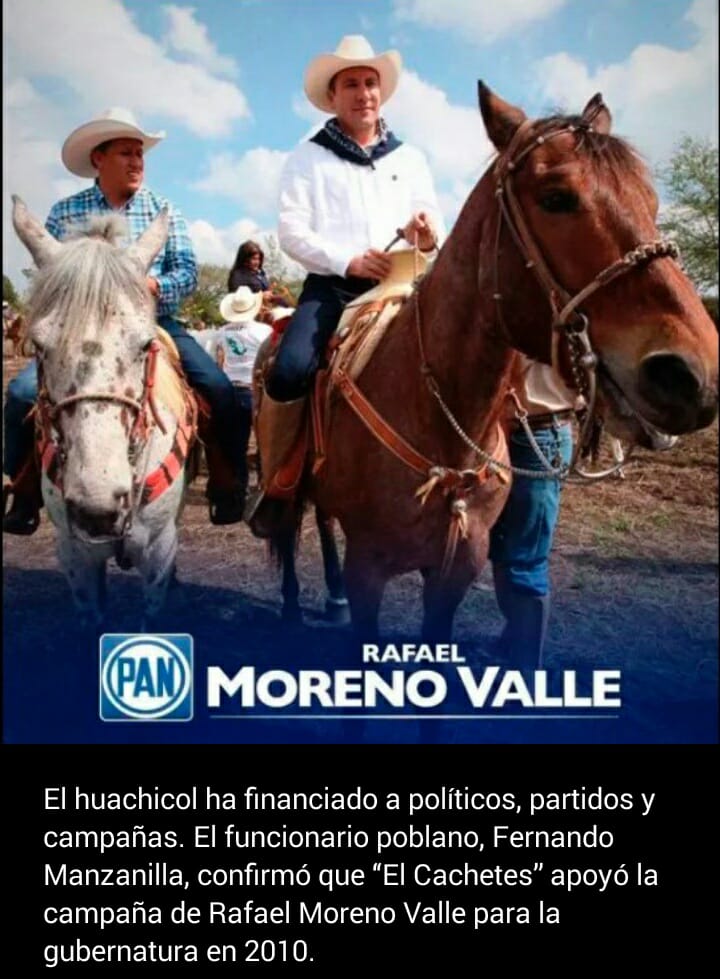 PAN
RAFAEL
MORENO VALLE
El huachicol ha financiado a políticos, partidos y
campañas. El funcionario poblano, Fernando
Manzanilla, confirmó que “El Cachetes” apoyó la
campaña de Rafael Moreno Valle para la
gubernatura en 2010.